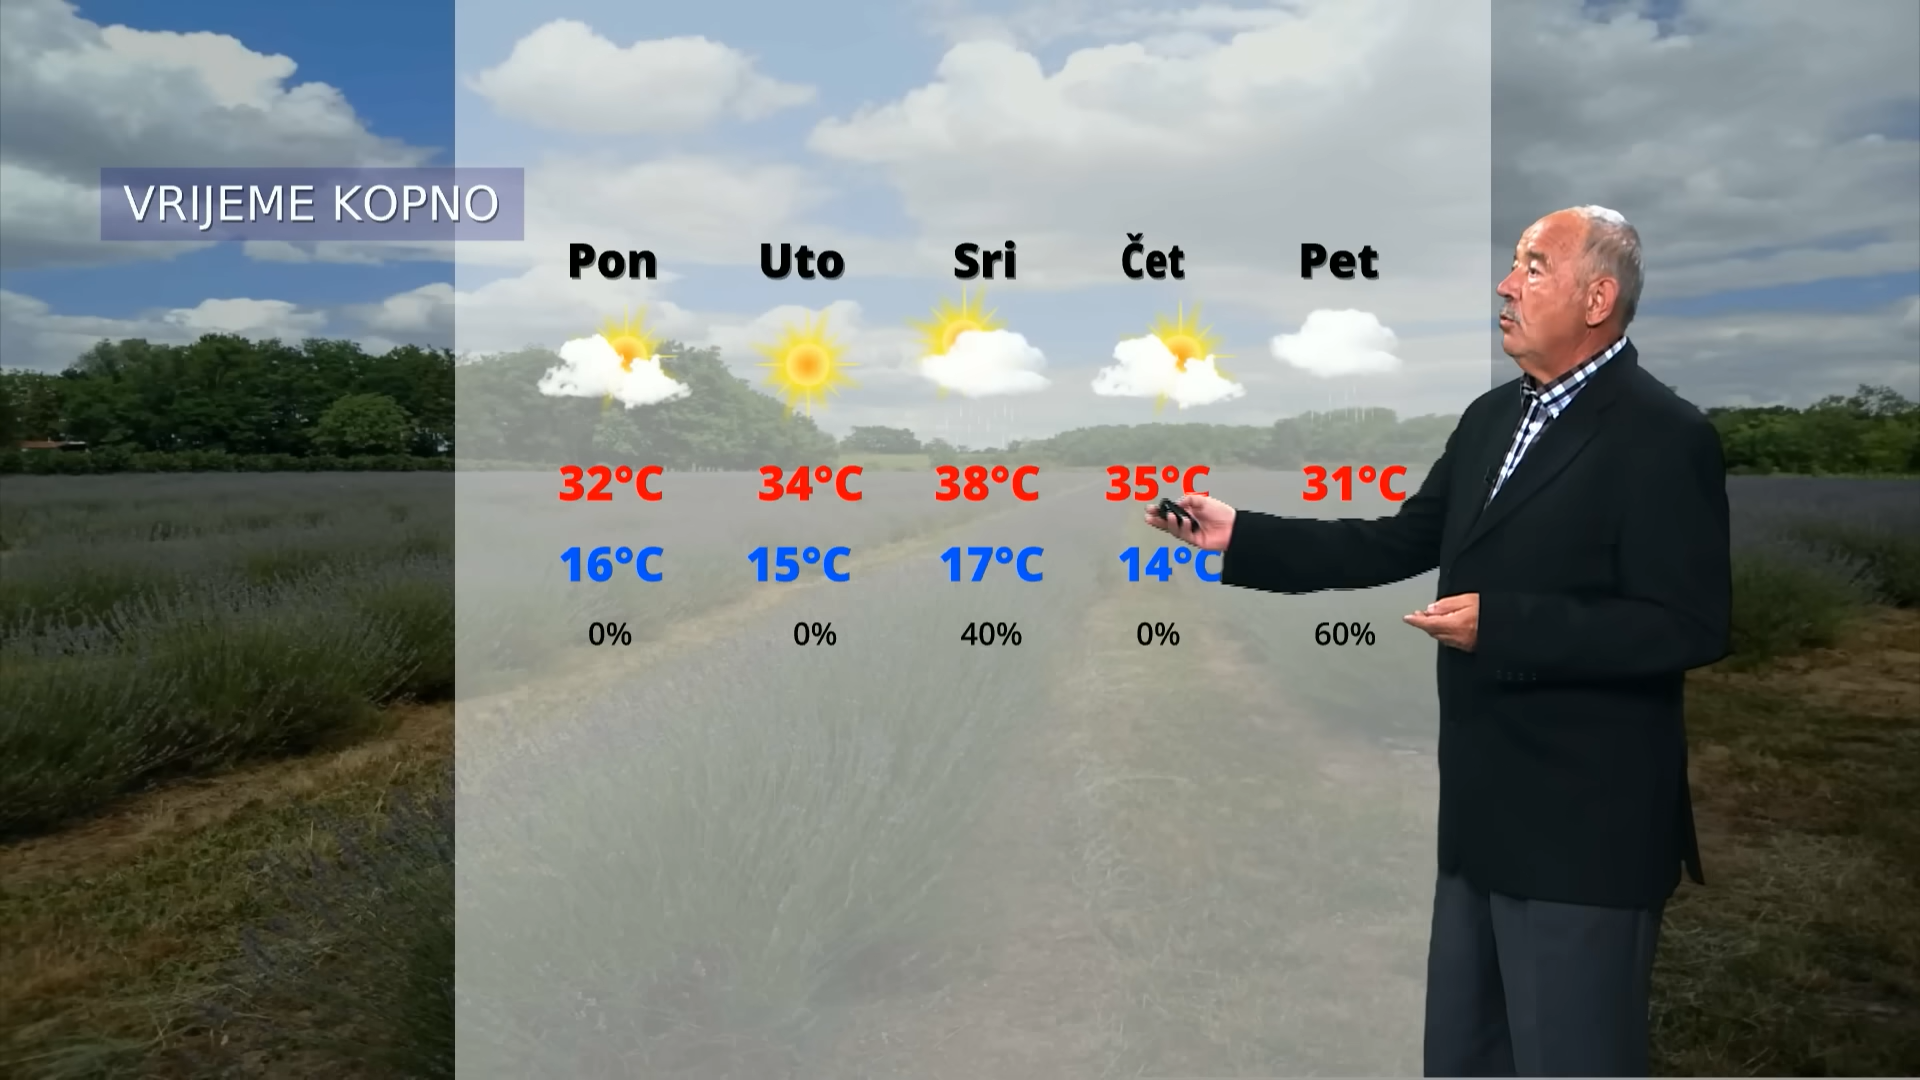 VRIJEME KOPNO
Pon Uto Sri Čet Pet
32°C 34°C 38°C 35°C 31°C
16°C 15°C 17°C 14°C
0% 0% 40% 0% 60%